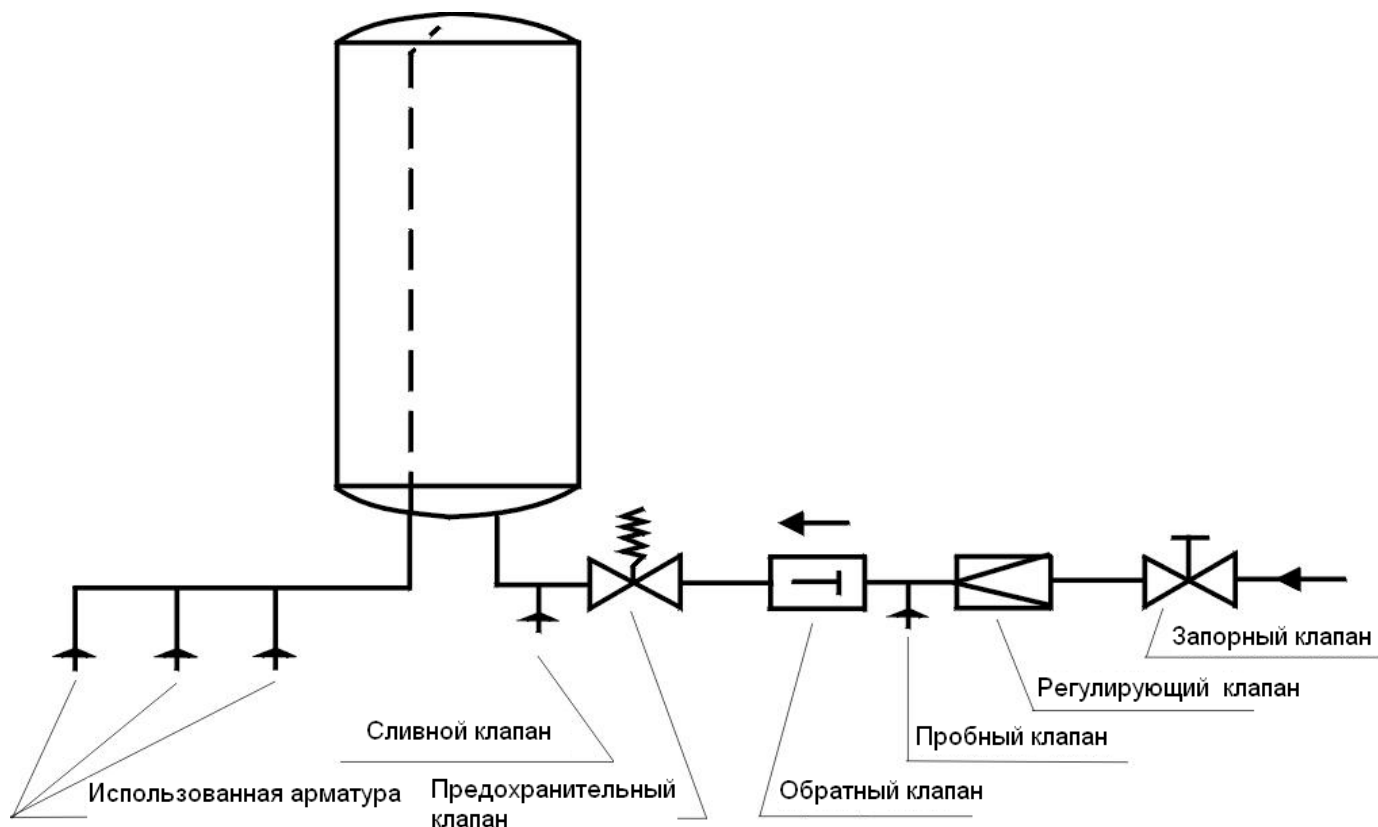 Запорный клапан
Регулирующий клапан
Пробный клапан
Сливной клапан
Использованная арматура
Предохранительный
клапан
Обратный клапан